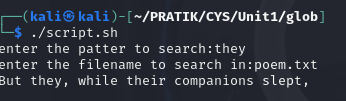 ┌──(kali㉿kali)-[~/PRATIK/CYS/Unit1/glob]
└─$ ./script.sh
enter the patter to search:they
enter the filename to search in:poem.txt
But they, while their companions slept,